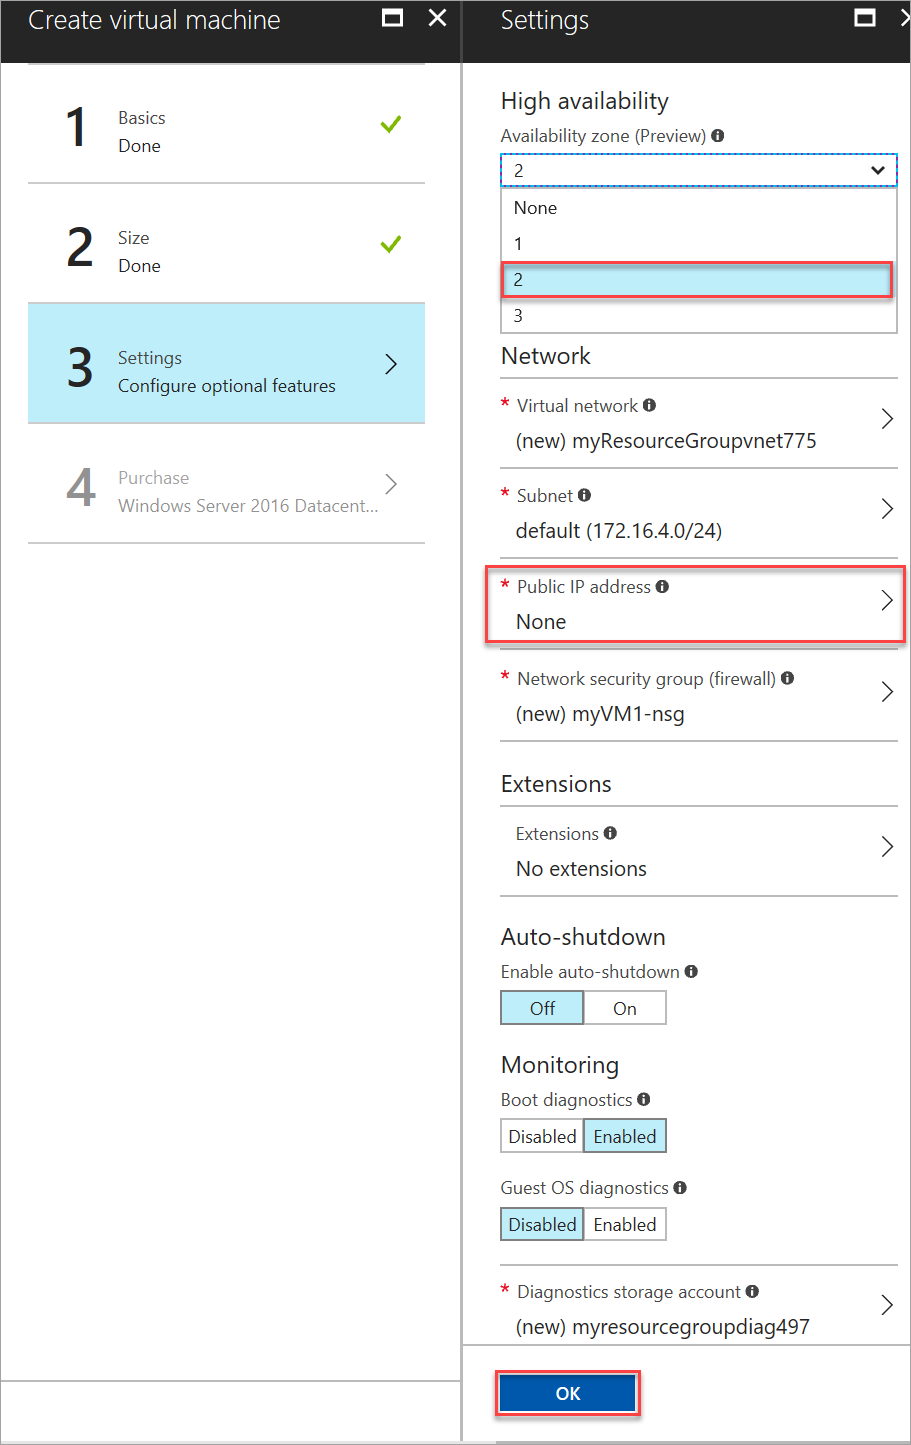 Create virtual machine
1
Basics
Done
2
Size
Done
3
Settings
Configure optional features
4
Purchase
Windows Server 2016 Datacent...
Settings
High availability
Availability zone (Preview)
2
None
1
2
3
Network
* Virtual network
(new) myResourceGroupvnet775
* Subnet
default (172.16.4.0/24)
* Public IP address
None
* Network security group (firewall)
(new) myVM1-nsg
Extensions
Extensions
No extensions
Auto-shutdown
Enable auto-shutdown
Off On
Monitoring
Boot diagnostics
Disabled Enabled
Guest OS diagnostics
Disabled Enabled
* Diagnostics storage account
(new) myresourcegroupdiag497
OK